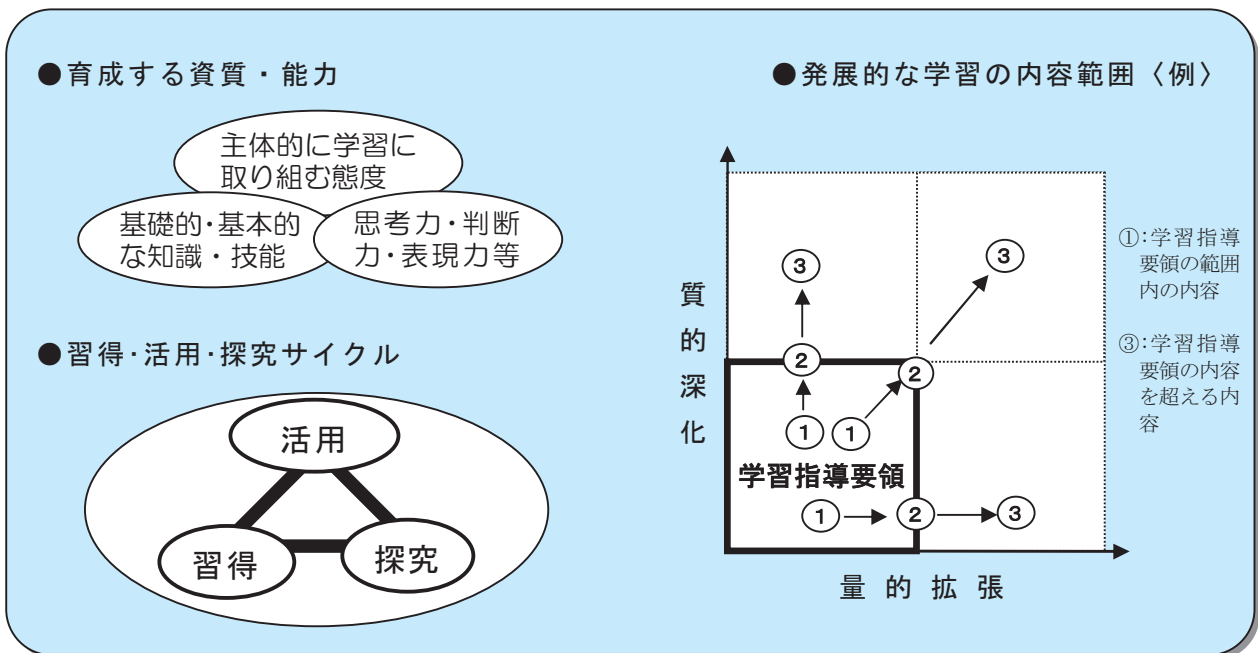 ●育成する資質・能力
主体的に学習に
取り組む態度
基礎的･基本的
な知識・技能
思考力･判断
力･表現力等
●習得･活用･探究サイクル
活用
習得
探究
●発展的な学習の内容範囲〈例〉
質的深化
③
③
②
②
①
①
学習指導要領
①
②
③
量的拡張
①:学習指導
要領の範囲
内の内容
③:学習指導
要領の内容
を超える内
容